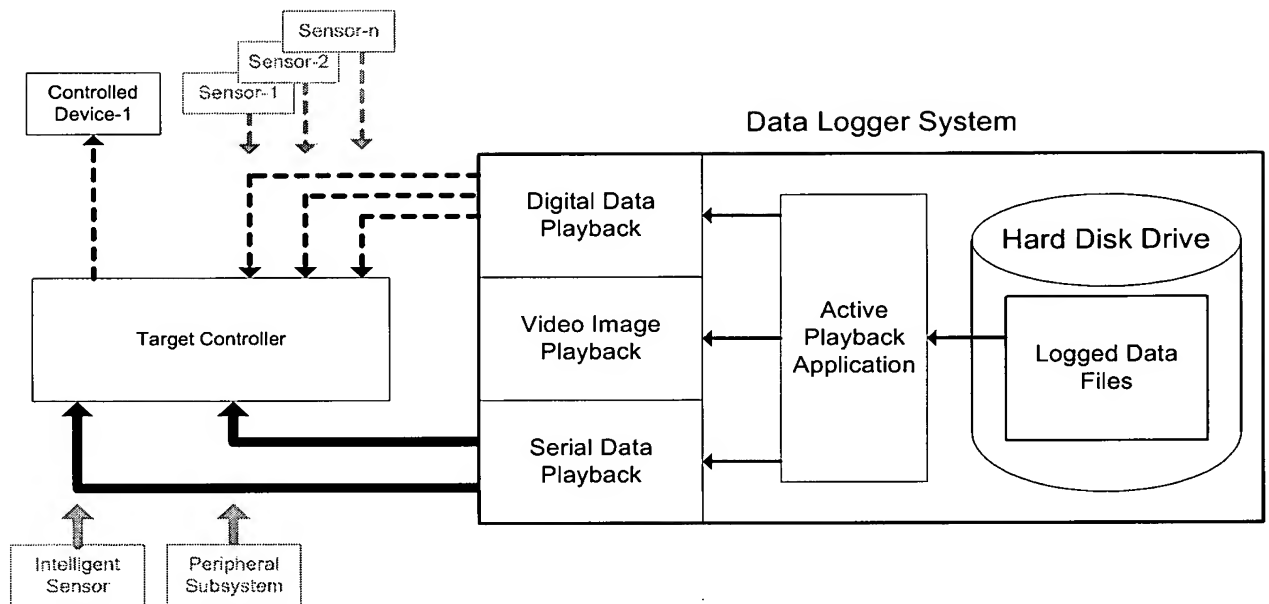 Sensor-n
Sensor-2
Sensor-1
Controlled
Device-1
Data Logger System
Digital Data
Playback
Hard Disk Drive
Target Controller
Video Image
Playback
Active
Playback
Application
Logged Data
Files
Serial Data
Playback
Intelligent
Sensor
Peripheral
Subsystem